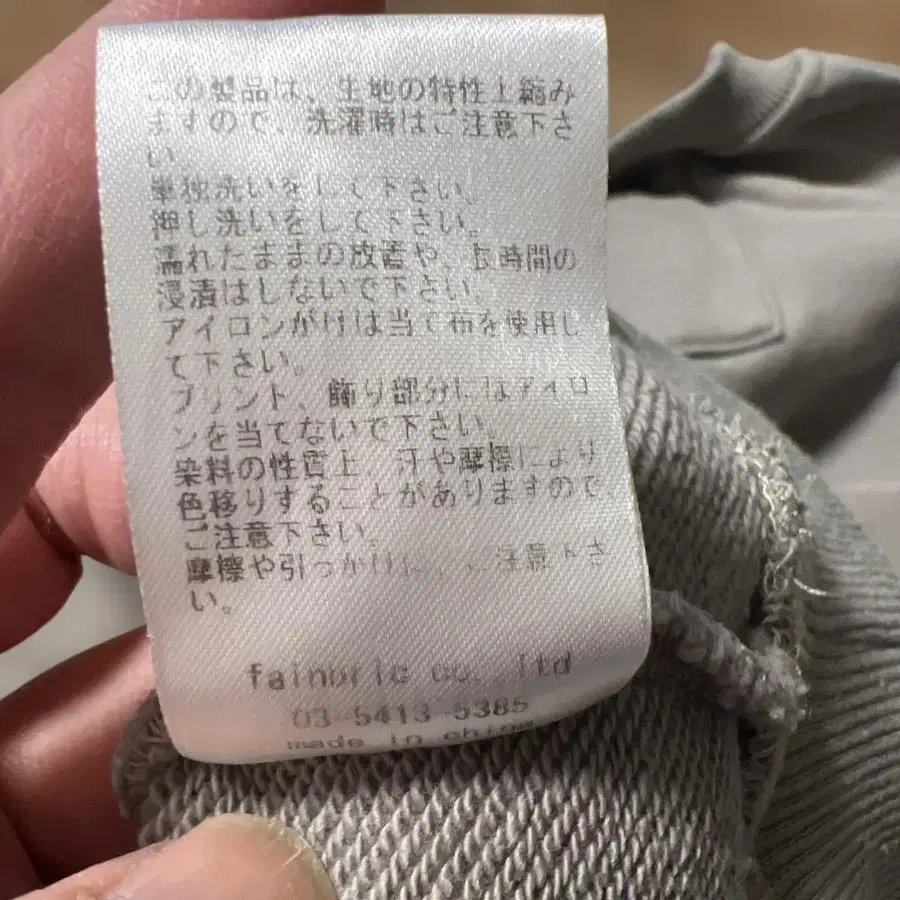 この製品は、生地の特性上縮み
ますので、洗濯時はご注意下さ
い。
単独洗いをして下さい。
押し洗いをして下さい。
濡れたままの放置や、長時間の
浸漬はしないで下さい。
アイロンがけは当て布を使用し
て下さい。
プリント、飾り部分にはアイロ
ンを当てないで下さい。
染料の性質上、汗や摩擦により
色移りすることがありますので、
ご注意下さい。
摩擦や引っかけに、ご注意下さ
い。
co. ltd
03-5413-5385
made in china